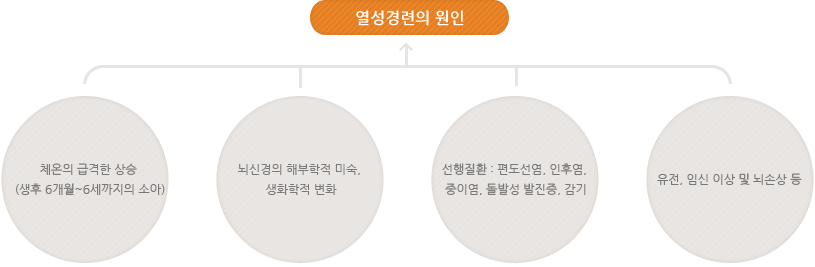 열성경련의 원인
체온의 급격한 상승
(생후 6개월~6세까지의 소아)
뇌신경의 해부학적 미숙,
생화학적 변화
선행질환 : 편도선염, 인후염,
중이염, 돌발성 발진증, 감기
유전, 임신 이상 및 뇌손상 등